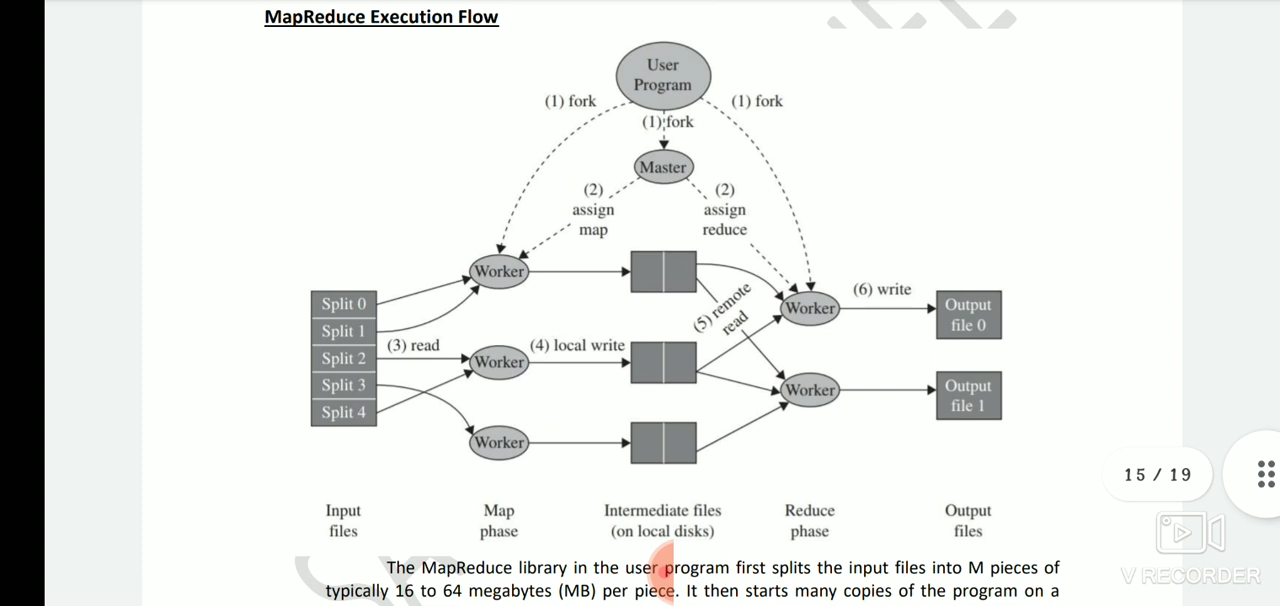 MapReduce Execution Flow
User
Program
(1) fork
(1) fork
(1) fork
Master
(2)
assign
map
(2)
assign
reduce
Worker
Split 0
Split 1
Split 2
Split 3
Split 4
(3) read
Worker
(4) local write
Worker
(5) remote
read
Worker
(6) write
Output
file 0
Worker
Output
file 1
15 / 19
Input
files
Map
phase
Intermediate files
(on local disks)
Reduce
phase
Output
files
The MapReduce library in the user program first splits the input files into M pieces of
typically 16 to 64 megabytes (MB) per piece. It then starts many copies of the program on a
V RECORDER